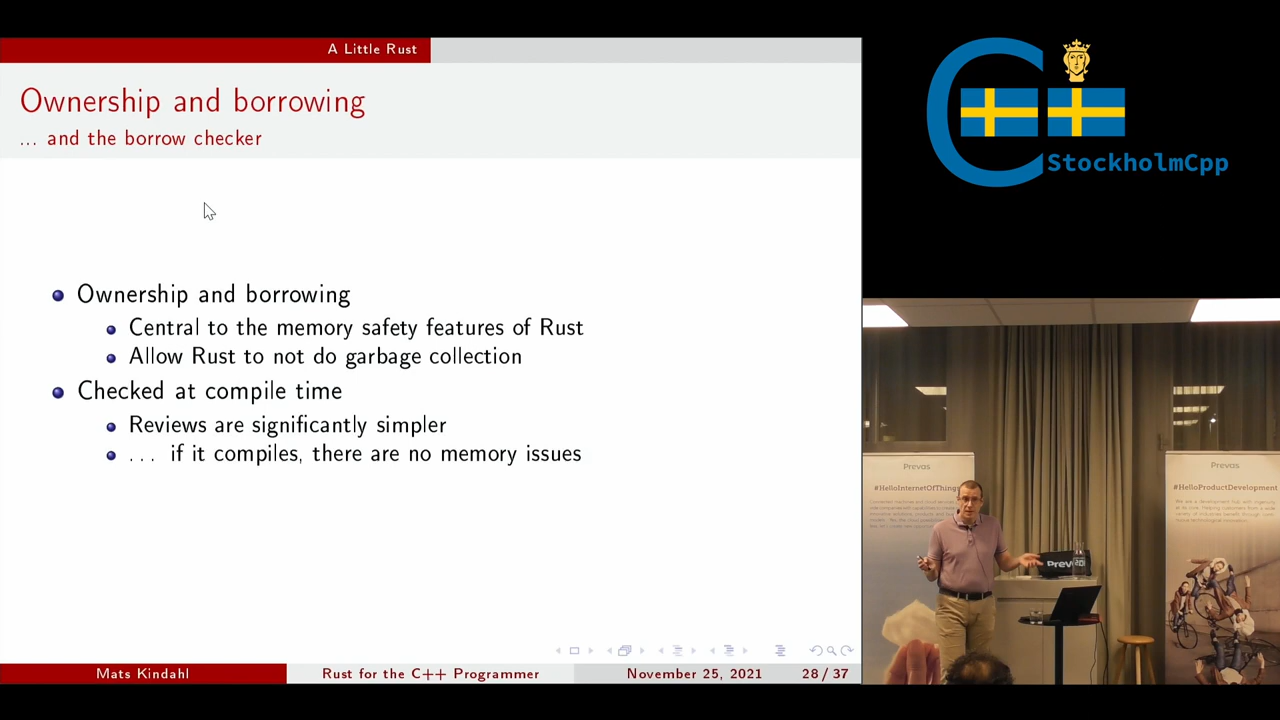 A Little Rust
Ownership and borrowing
... and the borrow checker
Ownership and borrowing
Central to the memory safety features of Rust
Allow Rust to not do garbage collection
Checked at compile time
Reviews are significantly simpler
... if it compiles, there are no memory issues
Mats Kindahl
Rust for the C++ Programmer
November 25, 2021
28 / 37
StockholmCpp
Prevas
#HelloInternetOfThings
Prevas
#HelloProductDevelopment